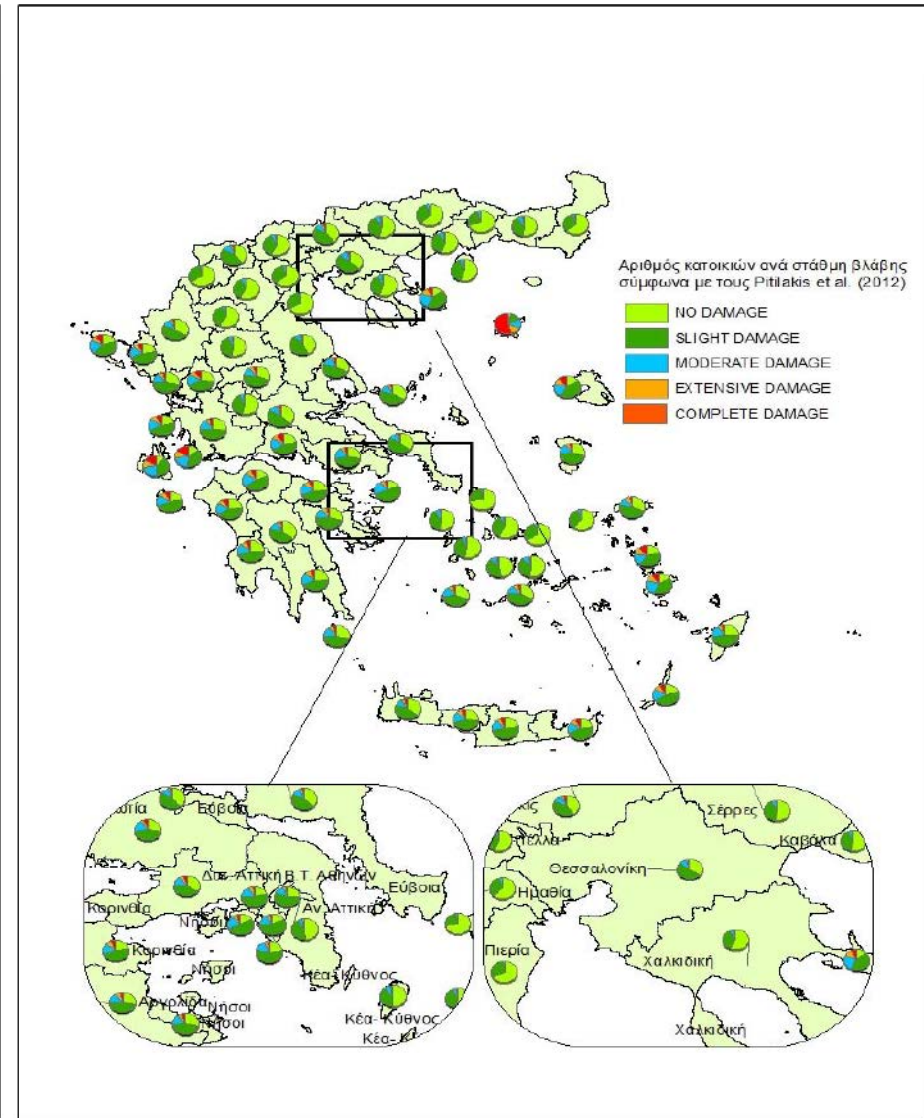 Αριθμός κατοικιών ανά στάθμη βλάβης
σύμφωνα με τους Pitilakis et al. (2012)
NO DAMAGE
SLIGHT DAMAGE
MODERATE DAMAGE
EXTENSIVE DAMAGE
COMPLETE DAMAGE
Εύβοια
Αττική Β.Τ. Αθηνών
Εύβοια
Αν. Αττική
Κορινθία
Νήσοι
Κορινθία
Νήσοι
Κέα- Κύθνος
Αργολίδα
Νήσοι
Νήσοι
Κέα- Κύθνος
Σέρρες
Καβάλα
Θεσσαλονίκη
Ημαθία
Πιερία
Χαλκιδική
Χαλκιδική